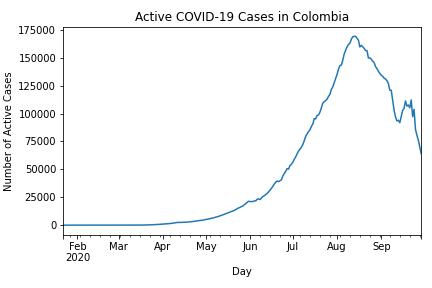 Active COVID-19 Cases in Colombia
Number of Active Cases
175000
150000
125000
100000
75000
50000
25000
0
Feb Mar Apr May Jun Jul Aug Sep
2020
Day